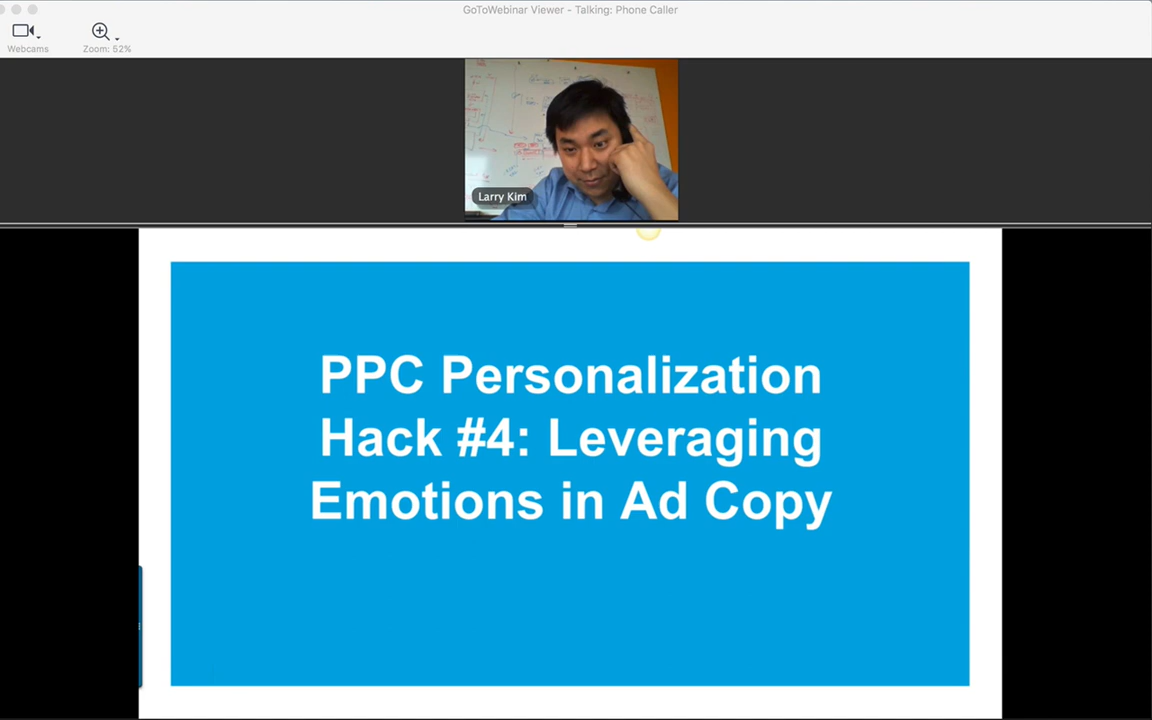 GoToWebinar Viewer - Talking: Phone Caller
Webcams
Zoom: 52%
Larry Kim
PPC Personalization
Hack #4: Leveraging
Emotions in Ad Copy